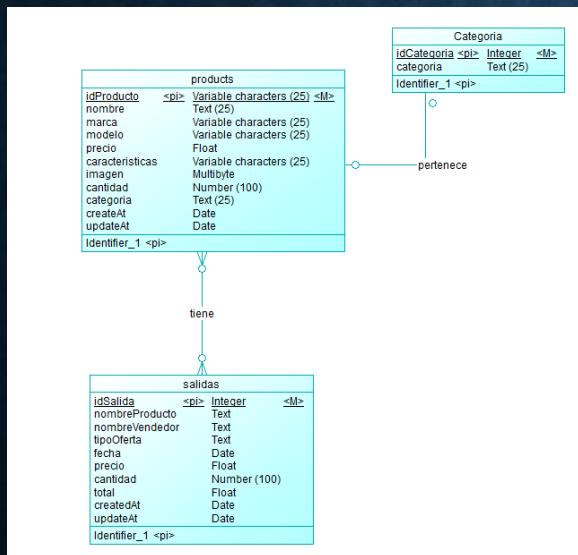 Categoria
idCategoria <pi> Integer <M>
categoria Text (25)
Identifier_1 <pi>
products
idProducto <pi> Variable characters (25) <M>
nombre Text (25)
marca Variable characters (25)
modelo Variable characters (25)
precio Float
caracteristicas Variable characters (25)
imagen Multibyte
cantidad Number (100)
categoria Text (25)
createAt Date
updateAt Date
Identifier_1 <pi>
pertenece
tiene
salidas
idSalida <pi> Integer <M>
nombreProducto Text
nombreVendedor Text
tipoOferta Text
fecha Date
precio Float
cantidad Number (100)
total Float
createdAt Date
updateAt Date
Identifier_1 <pi>